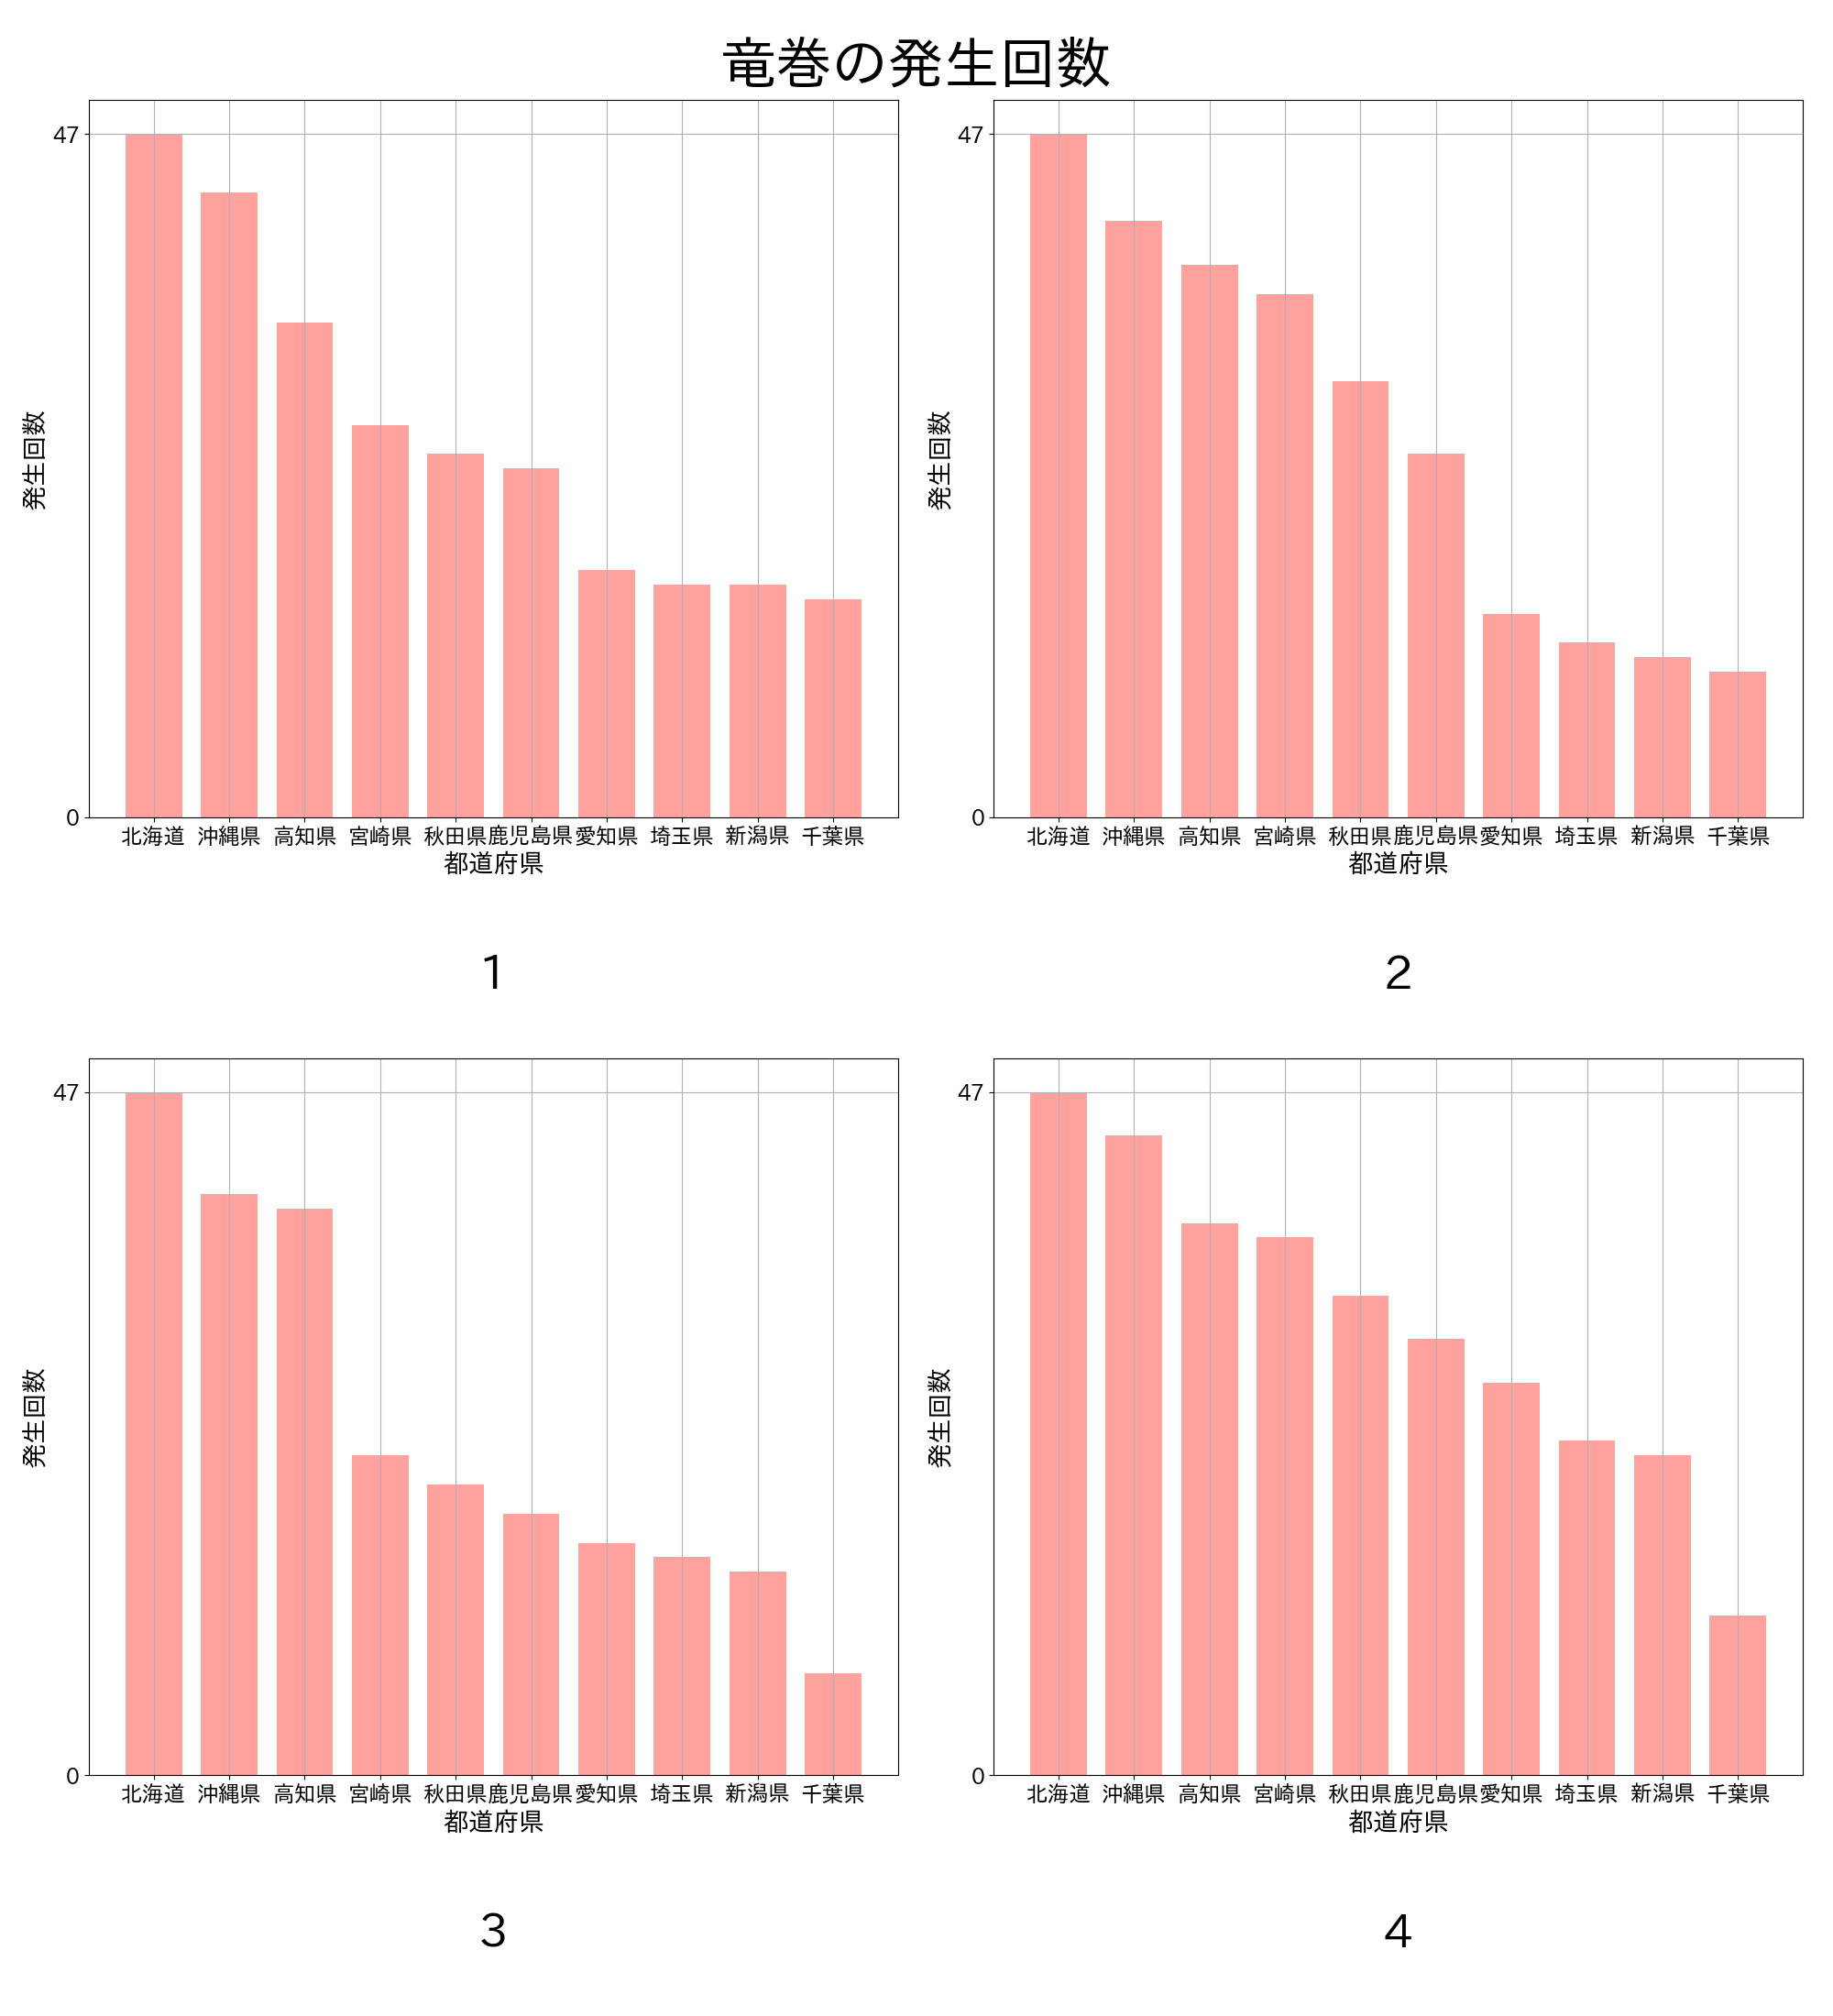 竜巻の発生回数
47
0
発生回数
北海道 沖縄県 高知県 宮崎県 秋田県 鹿児島県 愛知県 埼玉県 新潟県 千葉県
都道府県
1
47
0
発生回数
北海道 沖縄県 高知県 宮崎県 秋田県 鹿児島県 愛知県 埼玉県 新潟県 千葉県
都道府県
2
47
0
発生回数
北海道 沖縄県 高知県 宮崎県 秋田県 鹿児島県 愛知県 埼玉県 新潟県 千葉県
都道府県
3
47
0
発生回数
北海道 沖縄県 高知県 宮崎県 秋田県 鹿児島県 愛知県 埼玉県 新潟県 千葉県
都道府県
4